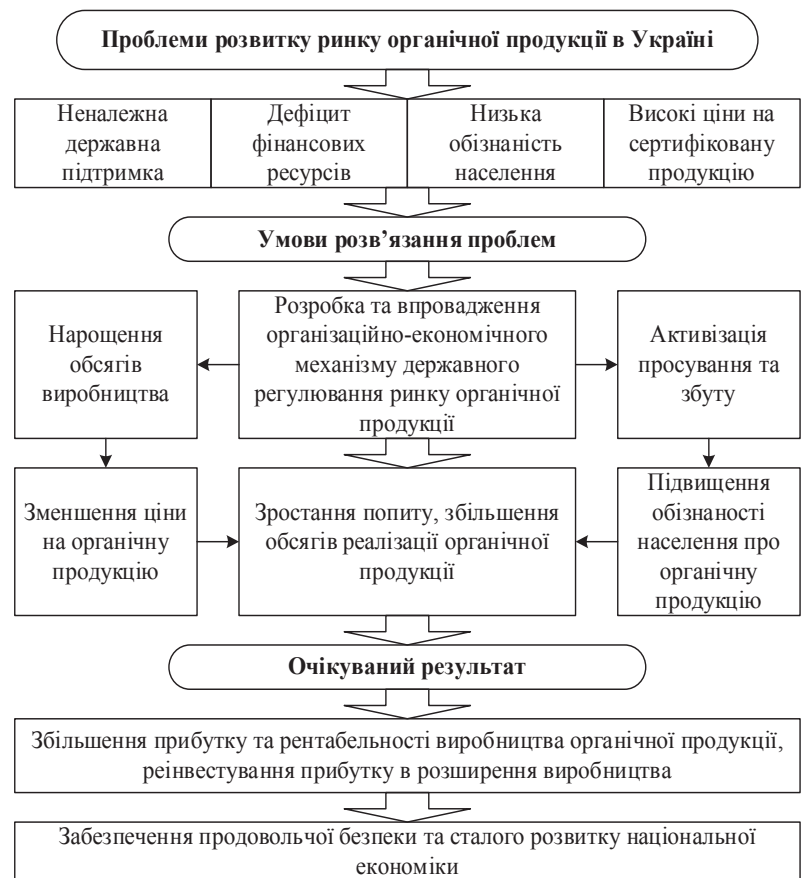 Проблеми розвитку ринку органічної продукції в Україні
Неналежна
державна
підтримка
Дефіцит
фінансових
ресурсів
Низька
обізнаність
населення
Високі ціни на
сертифіковану
продукцію
Умови розв’язання проблем
Нарощення
обсягів
виробництва
Розробка та впровадження
організаційно-економічного
механізму державного
регулювання ринку органічної
продукції
Активізація
просування та
збуту
Зменшення ціни
на органічну
продукцію
Зростання попиту, збільшення
обсягів реалізації органічної
продукції
Підвищення
обізнаності
населення про
органічну
продукцію
Очікуваний результат
Збільшення прибутку та рентабельності виробництва органічної продукції,
реінвестування прибутку в розширення виробництва
Забезпечення продовольчої безпеки та сталого розвитку національної
економіки